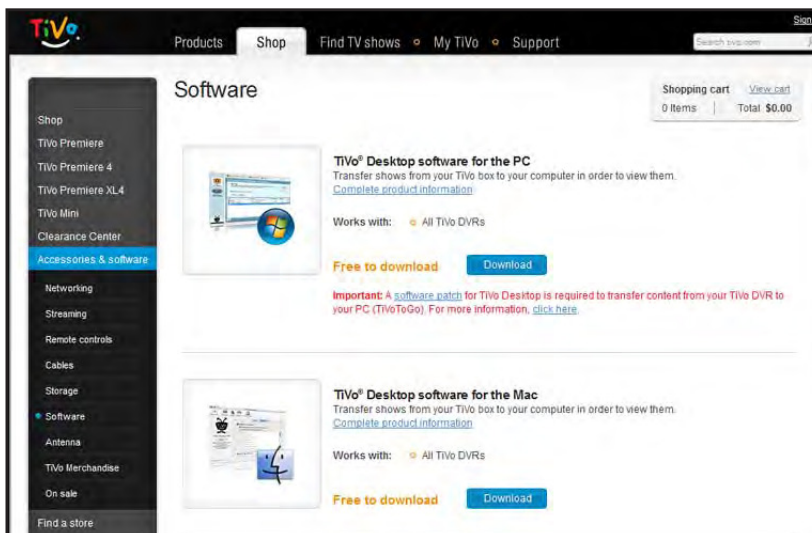 TiVo
Sign
Products Shop Find TV shows My TiVo Support
Software
Shopping cart View cart
0 Items | Total $0.00
Shop
TiVo Premiere
TiVo Premiere 4
TiVo Premiere XL4
TiVo Mini
Clearance Center
Accessories & software
Networking
Streaming
Remote controls
Cables
Storage
Software
Antenna
TiVo Merchandise
On sale
Find a store
TiVo® Desktop software for the PC
Transfer shows from your TiVo box to your computer in order to view them.
Complete product information
Works with: All TiVo DVRs
Free to download Download
Important: A software patch for TiVo Desktop is required to transfer content from your TiVo DVR to
your PC (TiVoToGo). For more information, click here.
TiVo® Desktop software for the Mac
Transfer shows from your TiVo box to your computer in order to view them.
Complete product information
Works with: All TiVo DVRs
Free to download Download